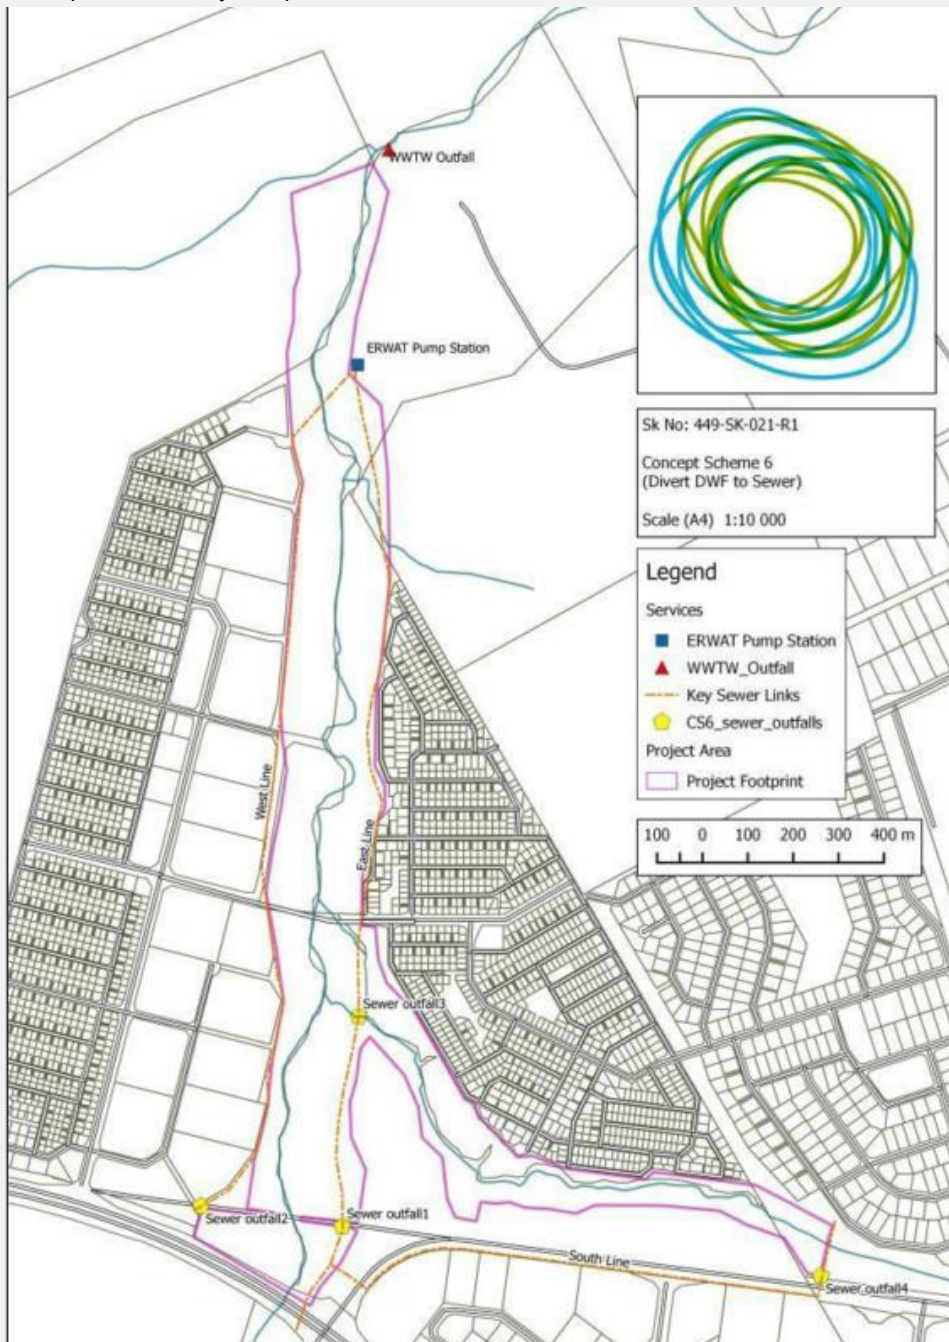 WWTW Outfall
ERWAT Pump Station
Sk No: 449-SK-021-R1
Concept Scheme 6
(Divert DWF to Sewer)
Scale (A4) 1:10 000
Legend
Services
ERWAT Pump Station
WWTW_Outfall
Key Sewer Links
CS6_sewer_outfalls
Project Area
Project Footprint
100 0 100 200 300 400 m
West Line
East Line
Sewer outfall3
Sewer outfall2
Sewer outfall1
South Line
Sewer outfall4